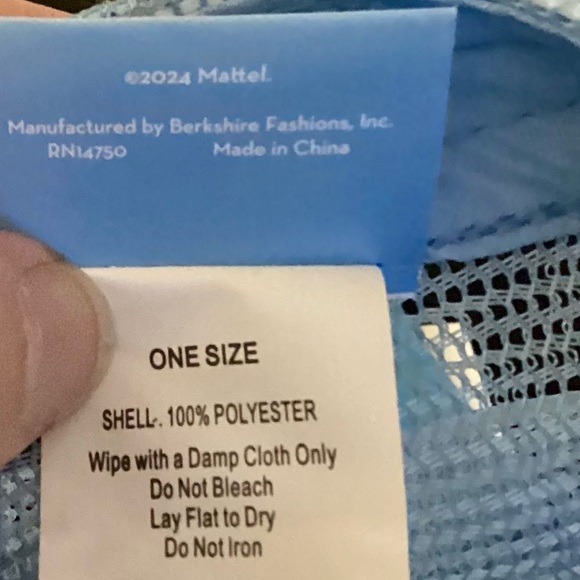 ©2024 Mattel.
Manufactured by Berkshire Fashions, Inc.
RN14750 Made in China
ONE SIZE
SHELL. 100% POLYESTER
Wipe with a Damp Cloth Only
Do Not Bleach
Lay Flat to Dry
Do Not Iron